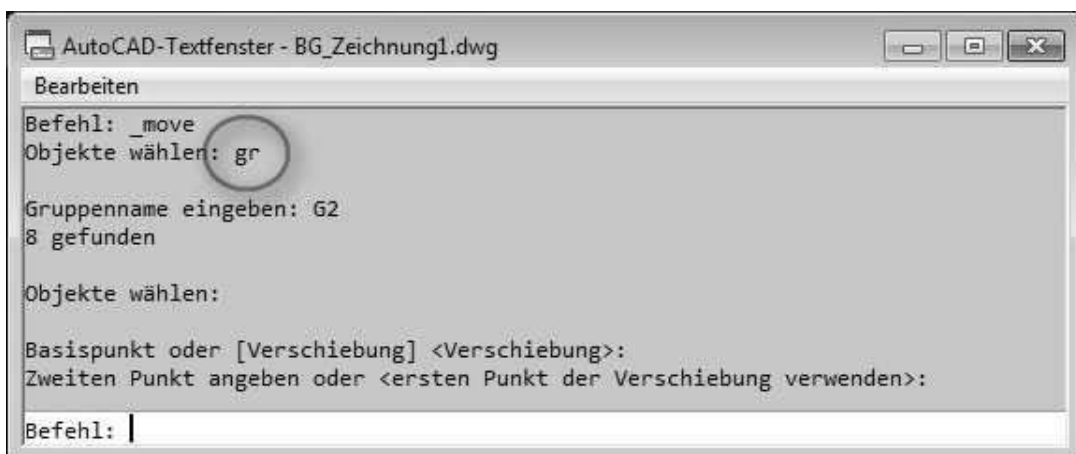 AutoCAD-Textfenster - BG_Zeichnung1.dwg
Bearbeiten
Befehl: _move
Objekte wählen: gr
Gruppenname eingeben: G2
8 gefunden
Objekte wählen:
Basispunkt oder [Verschiebung] <Verschiebung>:
Zweiten Punkt angeben oder <ersten Punkt der Verschiebung verwenden>:
Befehl: